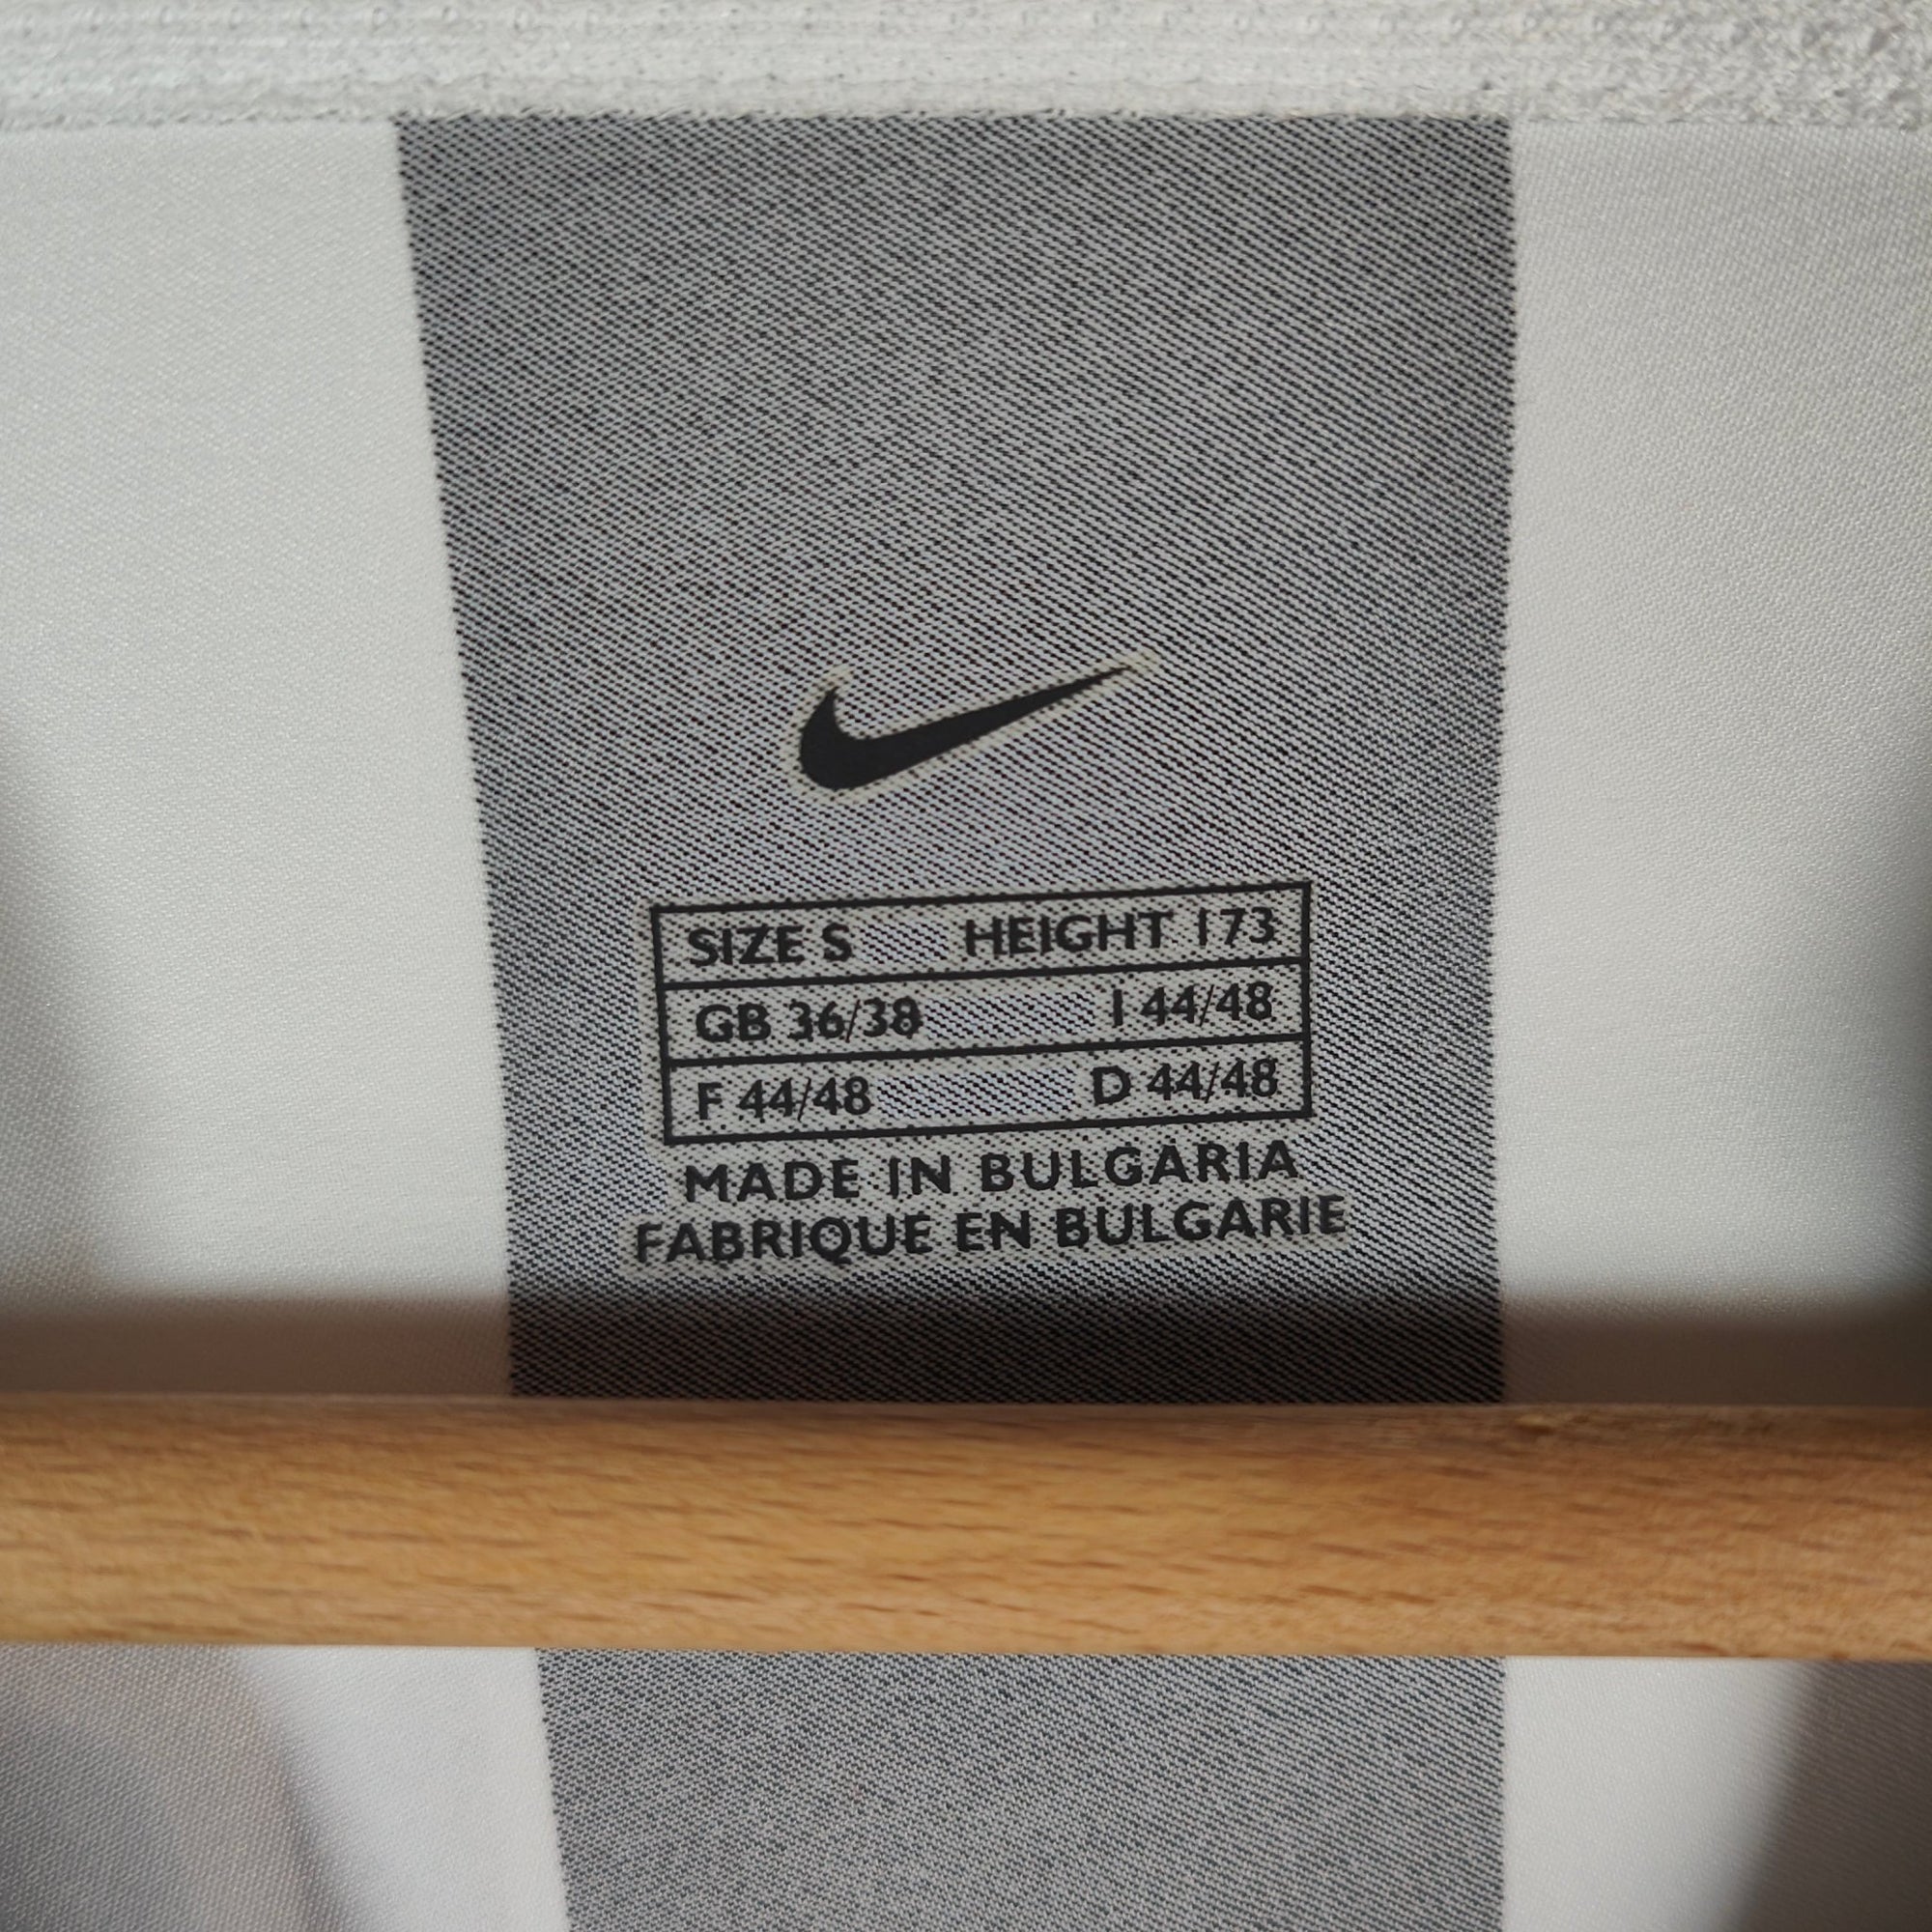 SIZE S HEIGHT 173
GB 36/38 I 44/48
F 44/48 D 44/48
MADE IN BULGARIA
FABRIQUE EN BULGARIE